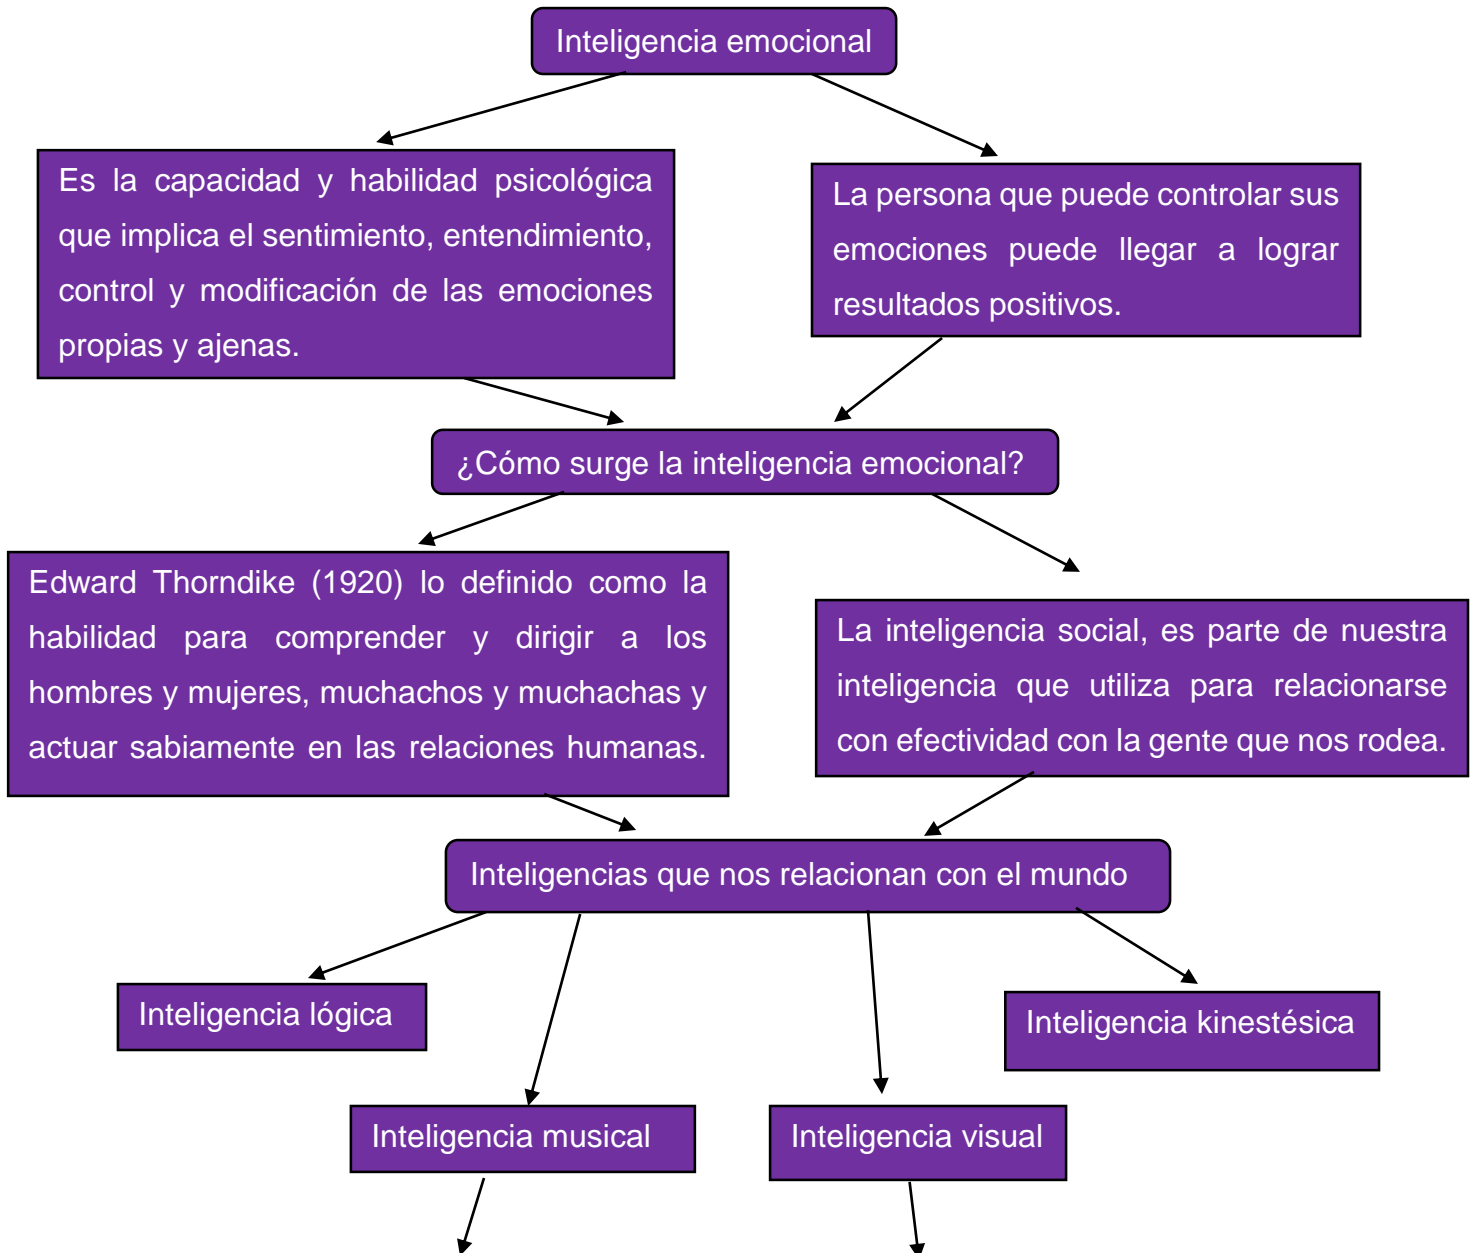 Inteligencia emocional
Es la capacidad y habilidad psicológica
que implica el sentimiento, entendimiento,
control y modificación de las emociones
propias y ajenas.
La persona que puede controlar sus
emociones puede llegar a lograr
resultados positivos.
¿Cómo surge la inteligencia emocional?
Edward Thorndike (1920) lo definido como la
habilidad para comprender y dirigir a los
hombres y mujeres, muchachos y muchachas y
actuar sabiamente en las relaciones humanas.
La inteligencia social, es parte de nuestra
inteligencia que utiliza para relacionarse
con efectividad con la gente que nos rodea.
Inteligencias que nos relacionan con el mundo
Inteligencia lógica
Inteligencia kinestésica
Inteligencia musical
Inteligencia visual